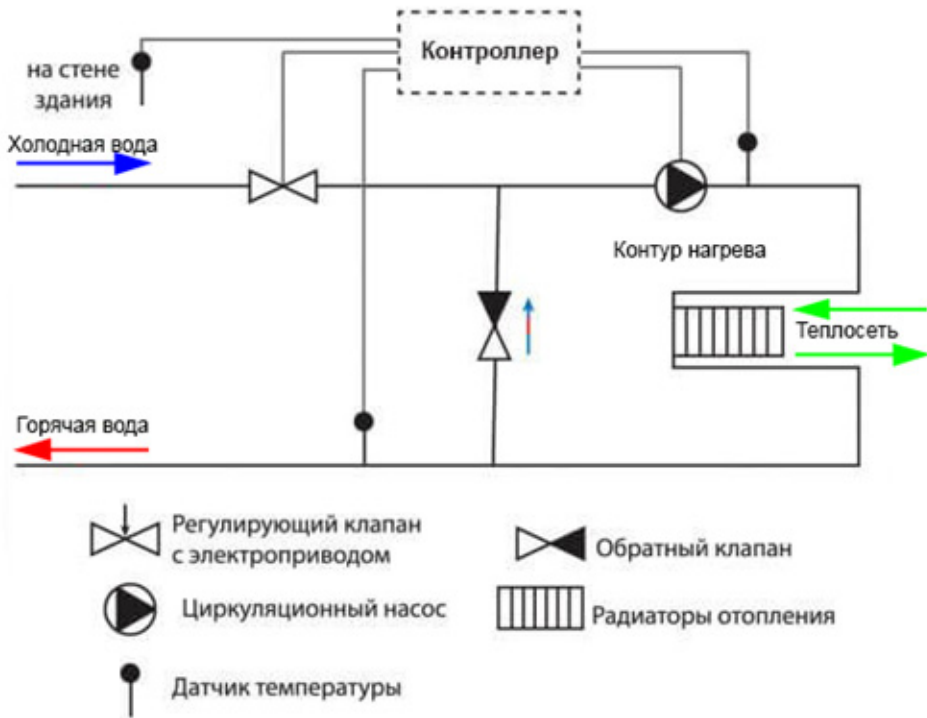 Контроллер
на стене
здания
Холодная вода
Контур нагрева
Теплосеть
Горячая вода
Регулирующий клапан
с электроприводом
Обратный клапан
Циркуляционный насос
Радиаторы отопления
Датчик температуры